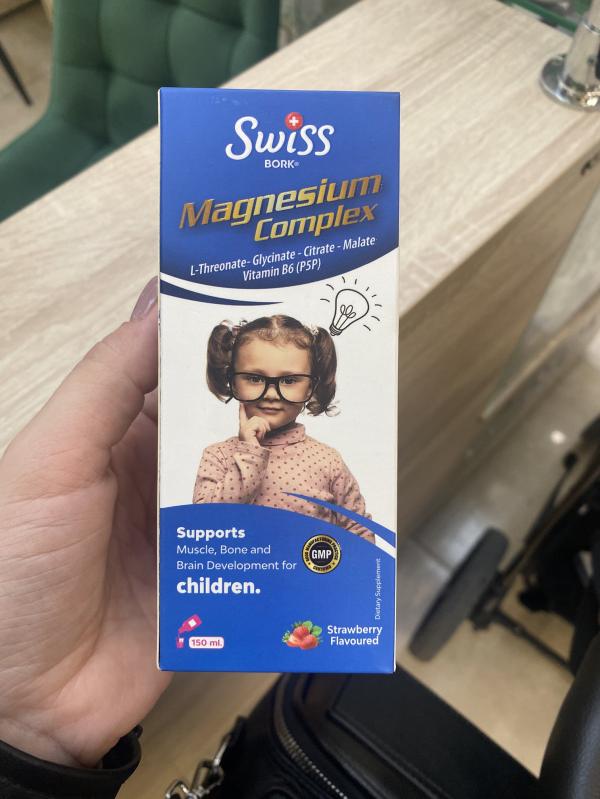 Swiss
BORK®
Magnesium
Complex
L-Threonate- Glycinate - Citrate - Malate
Vitamin B6 (P5P)
Supports
Muscle, Bone and
Brain Development for
children.
GMP
150 ml.
Strawberry
Flavoured
Dietary Supplement